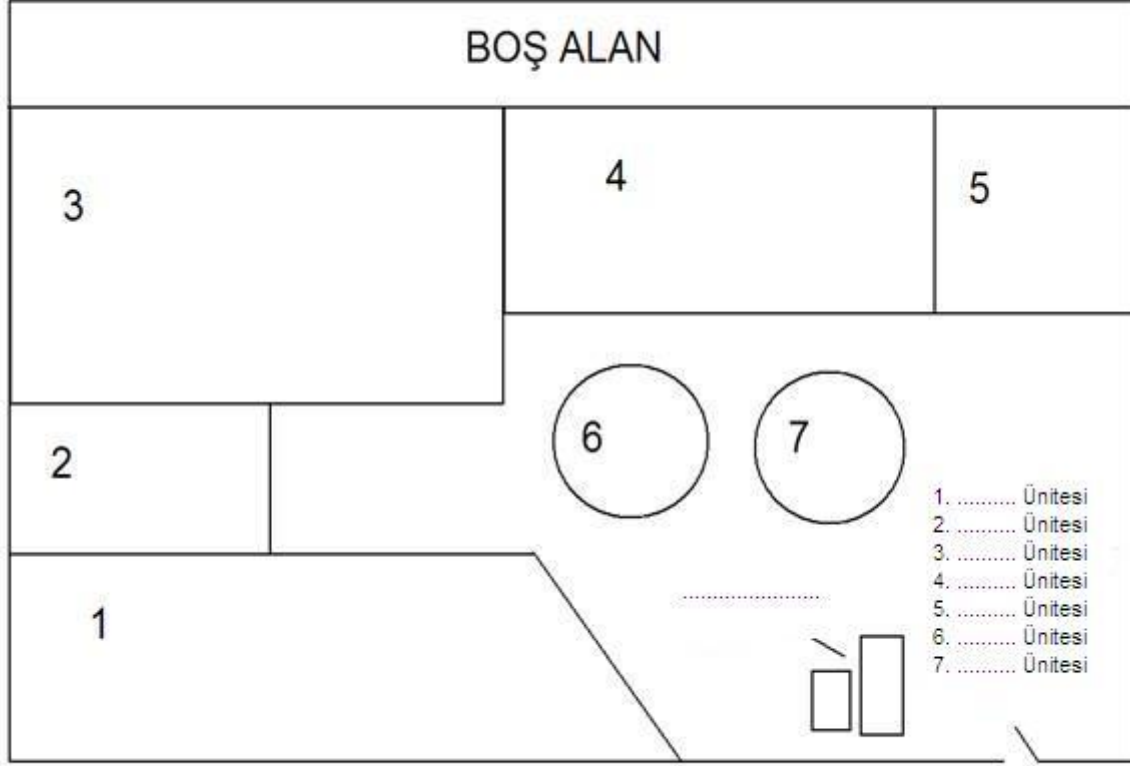 BOŞ ALAN
3
4
5
2
6
7
1
1. .......... Ünitesi
2. .......... Ünitesi
3. .......... Ünitesi
4. .......... Ünitesi
5. .......... Ünitesi
6. .......... Ünitesi
7. .......... Ünitesi
........................